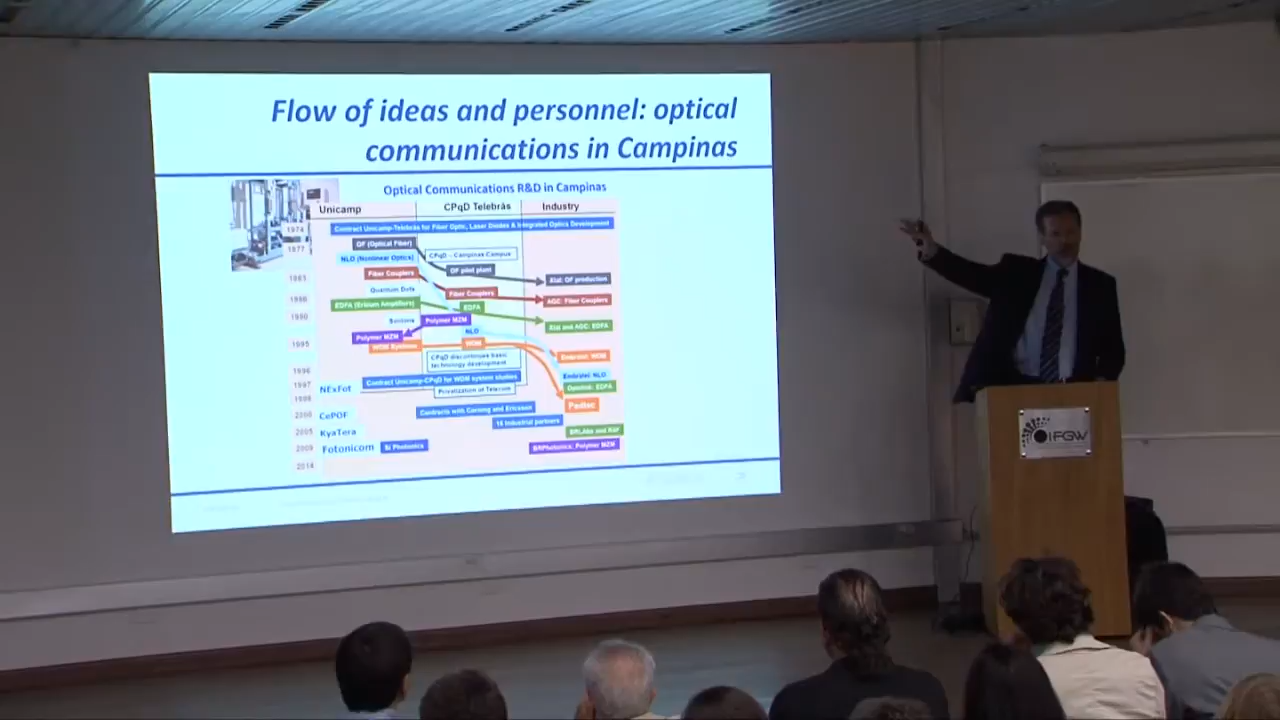 Flow of ideas and personnel: optical
communications in Campinas
Optical Communications R&D in Campinas
Unicamp CPqD Telebrás Industry
1974 Contract Unicamp-Telebrás for Fiber Optic, Laser Diodes & Integrated Optics Development
1977 OF (Optical Fiber)
NLO (Nonlinear Optics) CPqD – Campinas Campus
OF pilot plant
Fiber Couplers Xtal: OF production
Quantum Dots Fiber Couplers AGC: Fiber Couplers
EDFA (Erbium Amplifiers) EDFA
1990 Polymer MZM Xtal and AGC: EDFA
Polymer MZM NLO
1995 WDM Systems WDM
CPqD discontinues basic
technology development
Embratel: WDM
1996 Embratel: NLO
1997 NExFot Contract Unicamp-CPqD for WDM system studies Optolink: EDFA
1998 Privatization of Telecom
Padtec
2000 CePOF Contracts with Corning and Ericsson
14 industrial partners
2005 KyaTera BRLabs and
2009 Fotonicom Si Photonics BRPhotonics: Polymer MZM
2014
IFGW